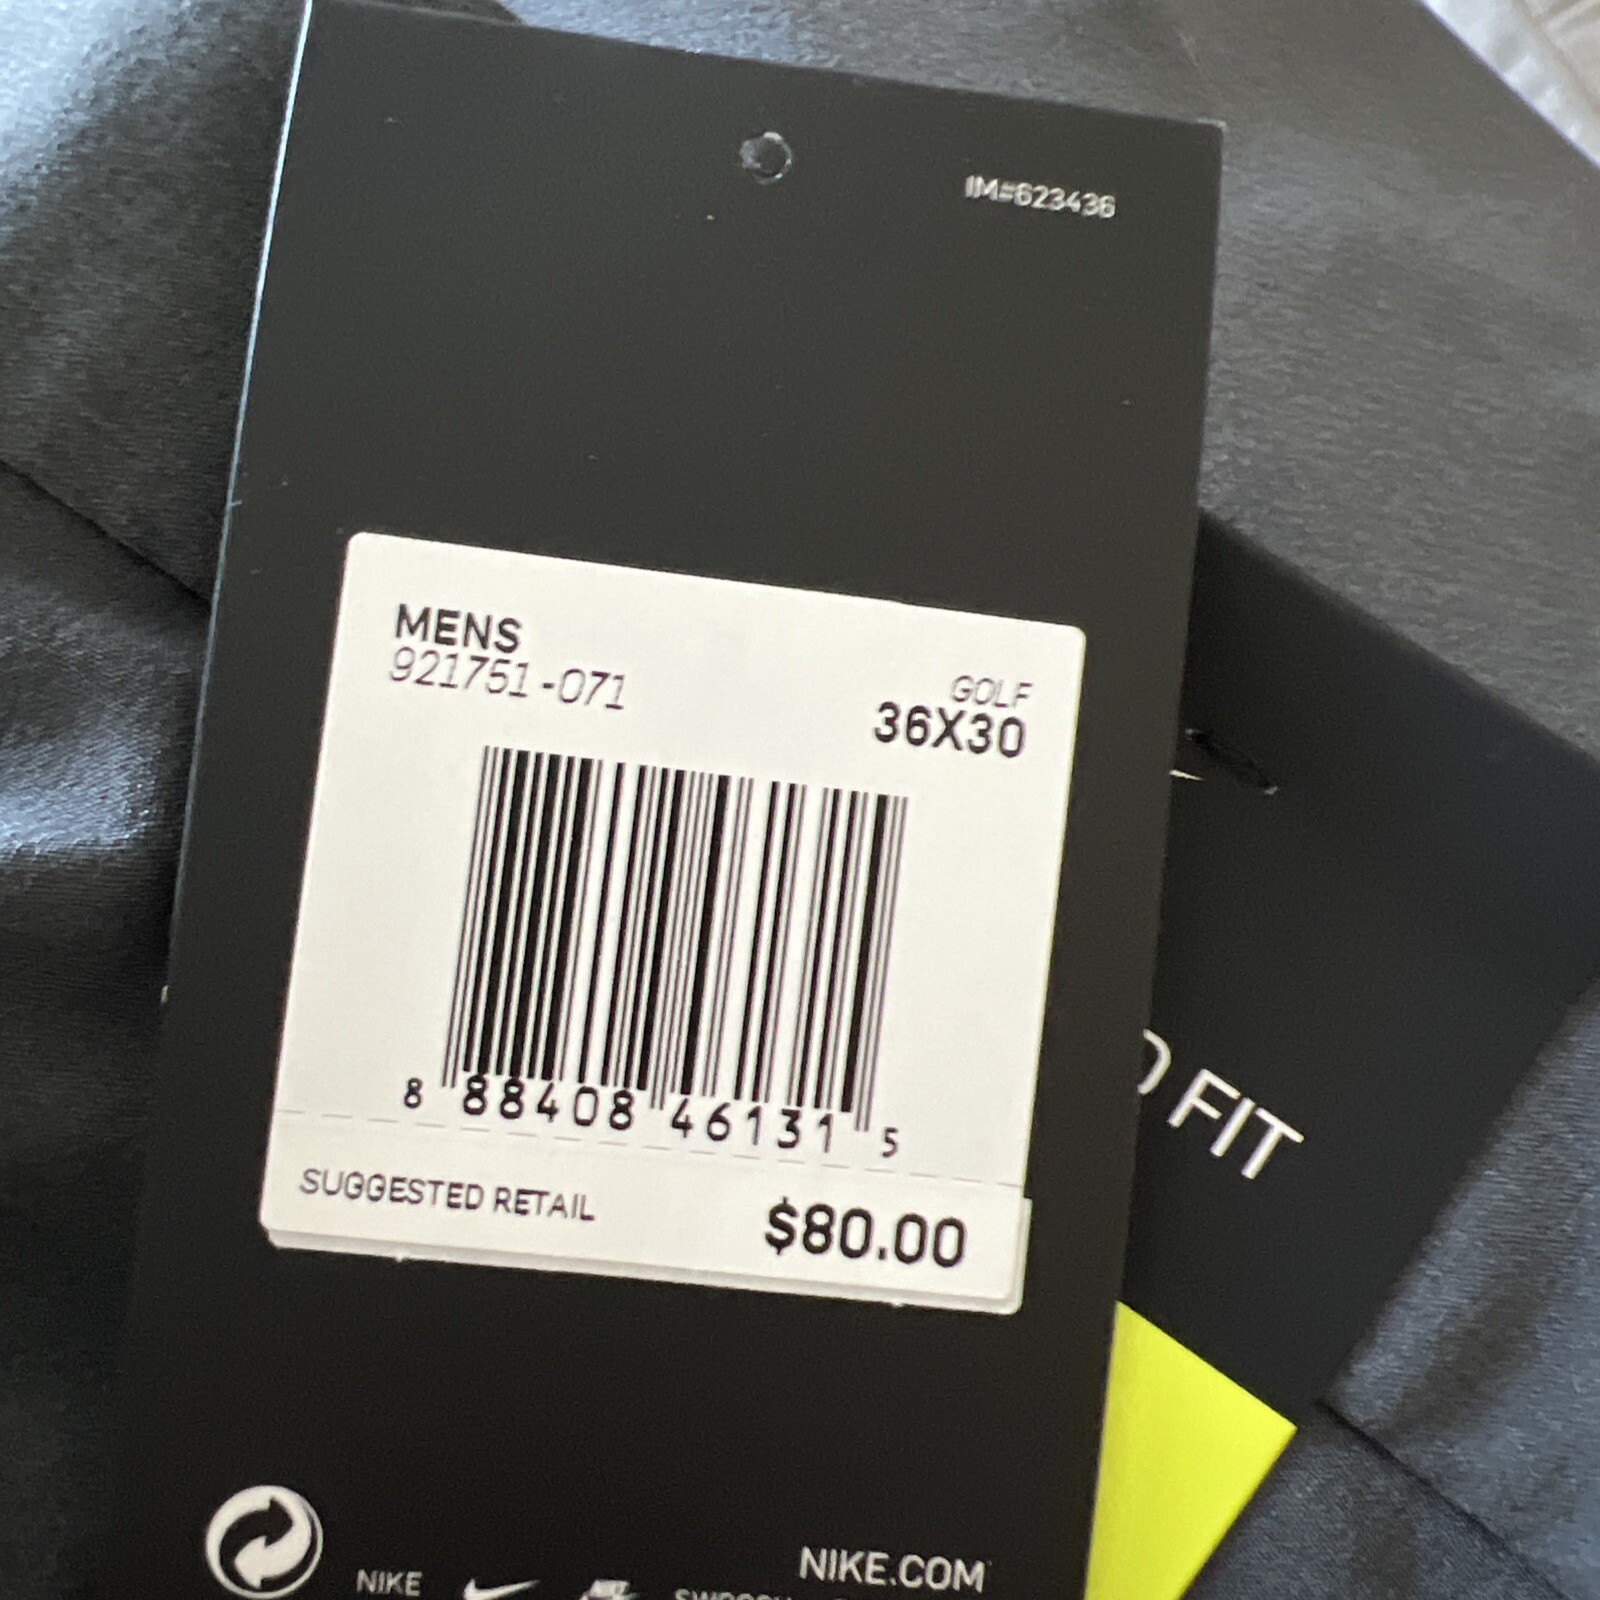 IM#623436
MENS
921751-071
GOLF
36X30
8 88408 46131 5
SUGGESTED RETAIL
$80.00
FIT
NIKE.COM
NIKE